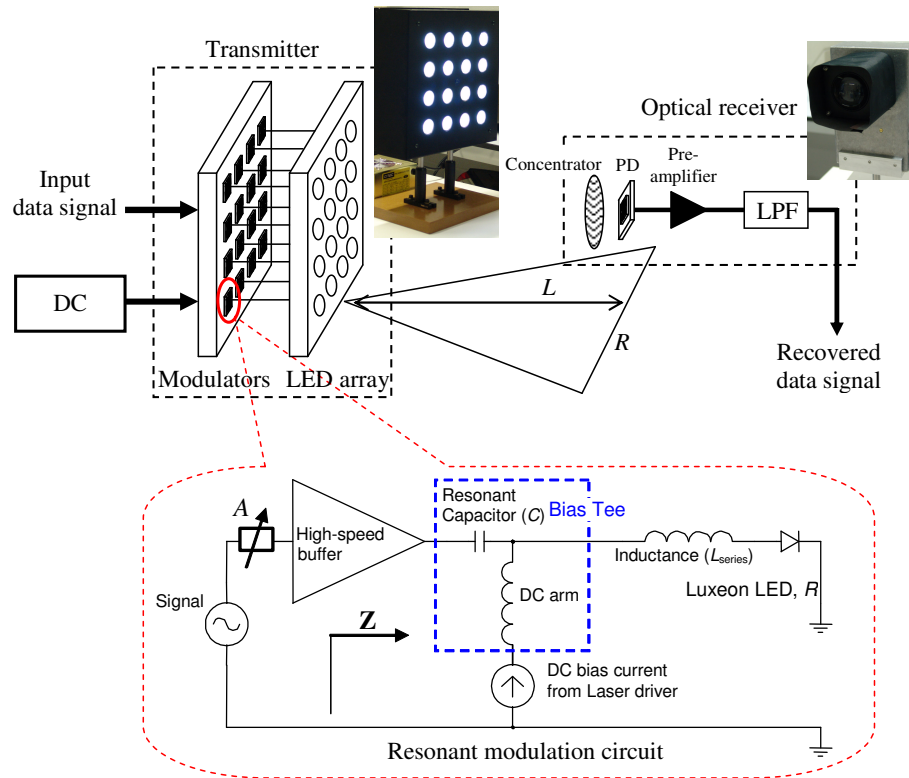 Transmitter
Optical receiver
Concentrator
PD
Pre-
amplifier
Input
data signal
LPF
DC
L
R
Recovered
data signal
Modulators
LED array
A
High-speed
buffer
Resonant
Capacitor (C)
Bias Tee
Inductance (Lseries)
Signal
DC arm
Luxeon LED, R
Z
DC bias current
from Laser driver
Resonant modulation circuit